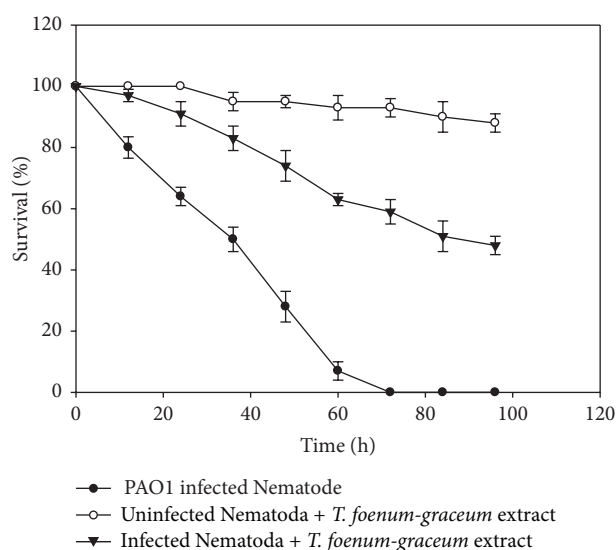 120
100
80
60
40
20
0
Survival (%)
0 20 40 60 80 100 120
Time (h)
PAO1 infected Nematode
Uninfected Nematoda + T. foenum-graceum extract
Infected Nematoda + T. foenum-graceum extract